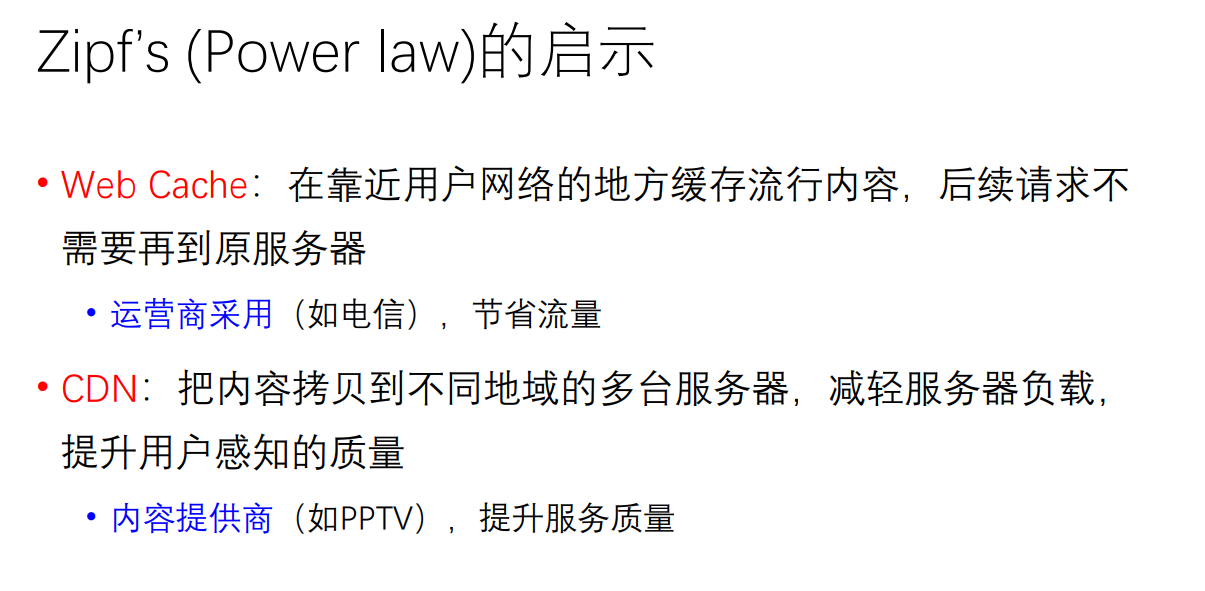 Zipf’s (Power law)的启示
• Web Cache：在靠近用户网络的地方缓存流行内容，后续请求不
需要再到原服务器
• 运营商采用（如电信），节省流量
• CDN：把内容拷贝到不同地域的多台服务器，减轻服务器负载，
提升用户感知的质量
• 内容提供商（如PPTV），提升服务质量